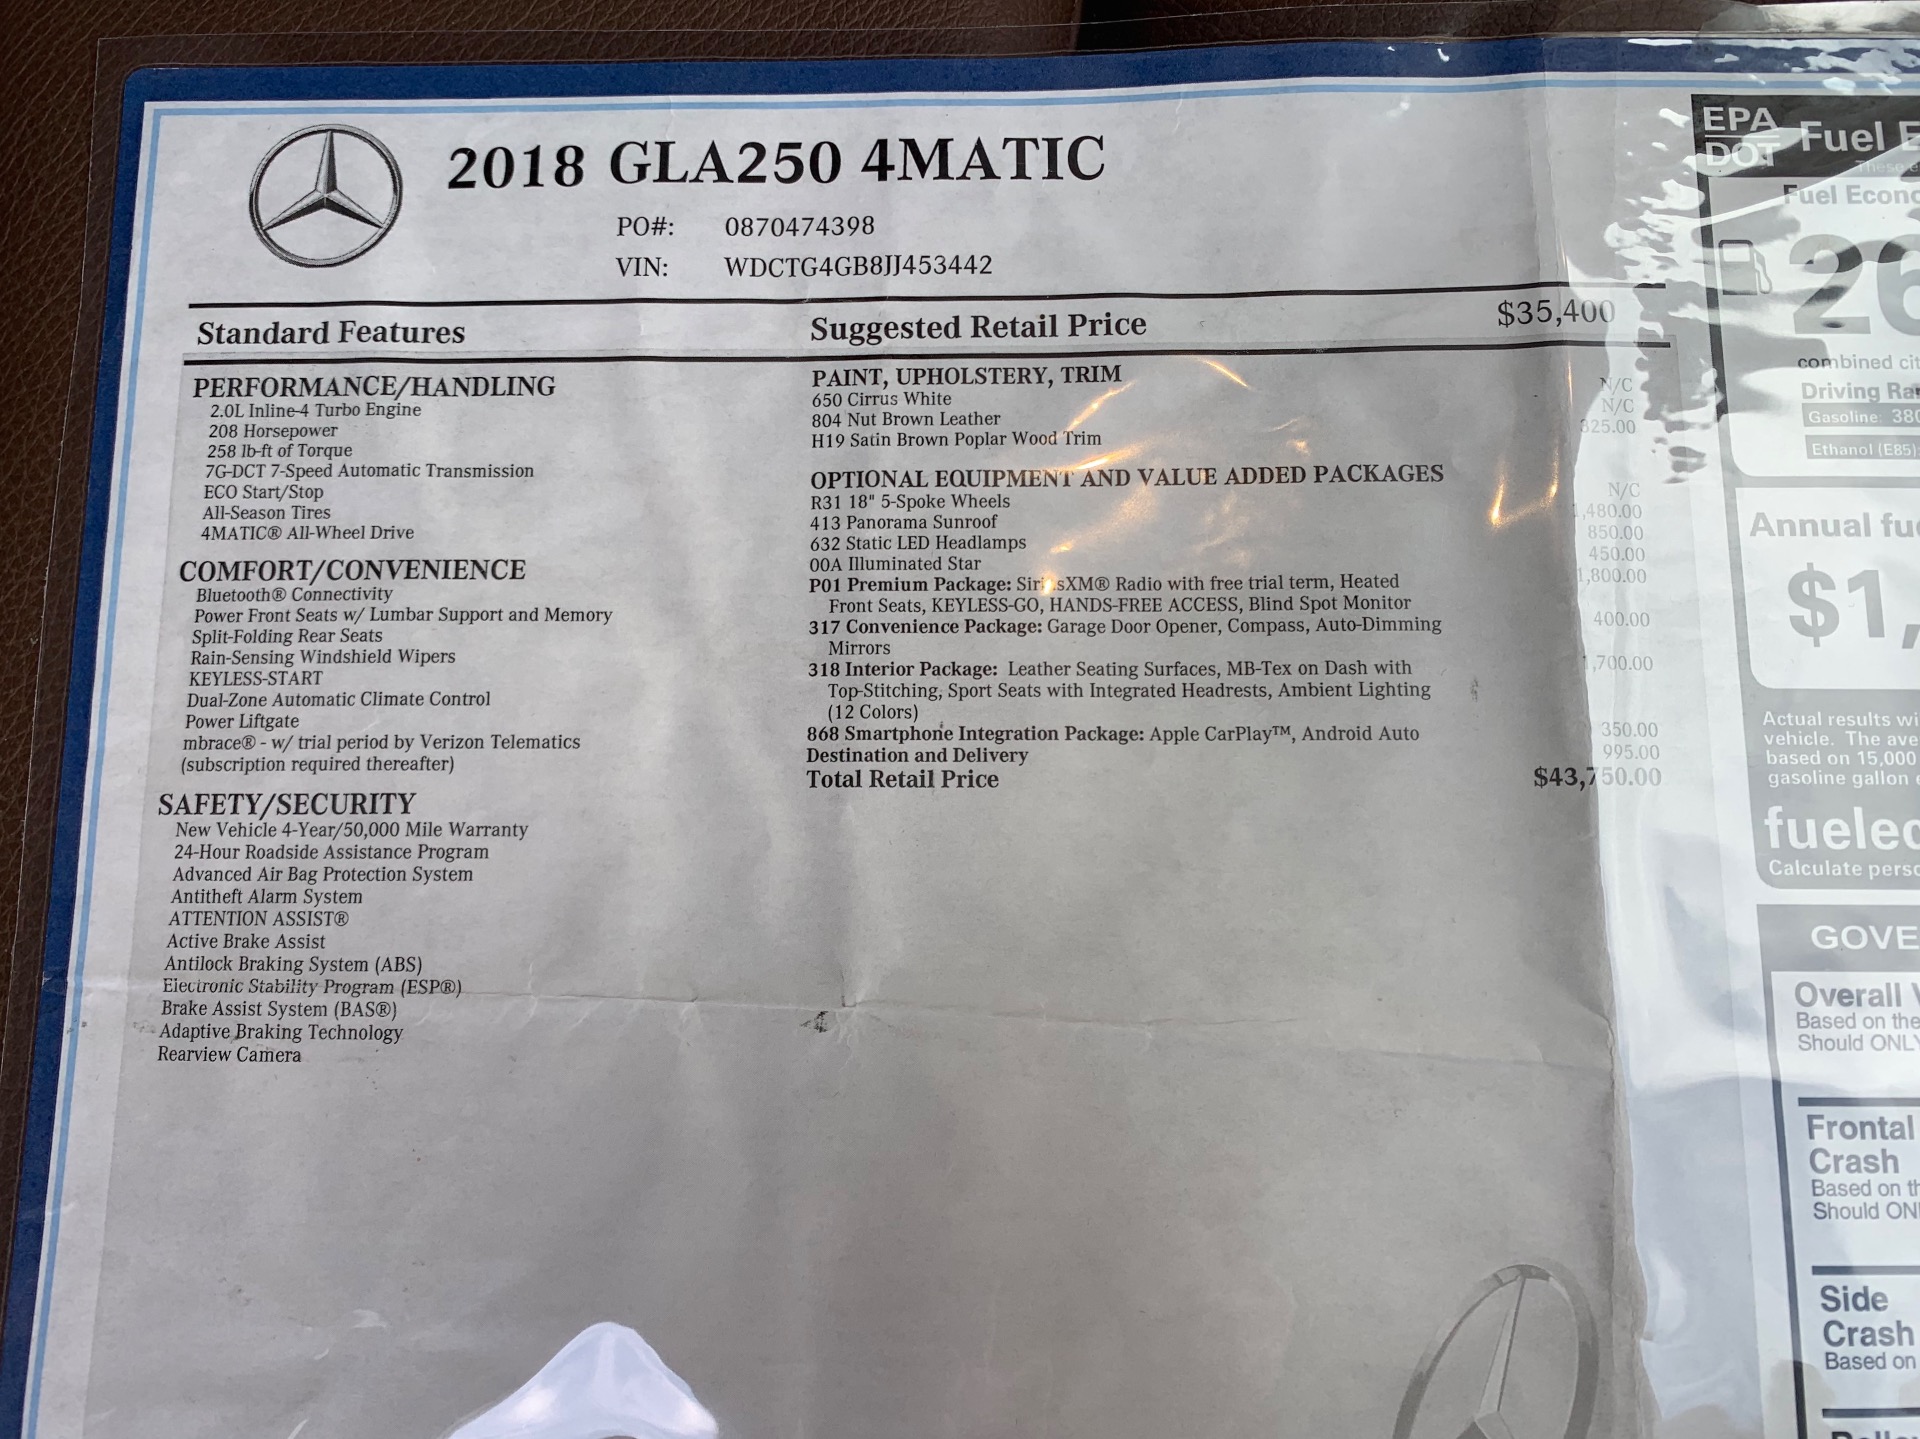 2018 GLA250 4MATIC
PO#: 0870474398
VIN: WDCTG4GB8JJ453442
Standard Features
PERFORMANCE/HANDLING
2.0L Inline-4 Turbo Engine
208 Horsepower
258 lb-ft of Torque
7G-DCT 7-Speed Automatic Transmission
ECO Start/Stop
All-Season Tires
4MATIC® All-Wheel Drive
COMFORT/CONVENIENCE
Bluetooth® Connectivity
Power Front Seats w/ Lumbar Support and Memory
Split-Folding Rear Seats
Rain-Sensing Windshield Wipers
KEYLESS-START
Dual-Zone Automatic Climate Control
Power Liftgate
mbrace® - w/ trial period by Verizon Telematics
(subscription required thereafter)
SAFETY/SECURITY
New Vehicle 4-Year/50,000 Mile Warranty
24-Hour Roadside Assistance Program
Advanced Air Bag Protection System
Antitheft Alarm System
ATTENTION ASSIST®
Active Brake Assist
Antilock Braking System (ABS)
Electronic Stability Program (ESP®)
Brake Assist System (BAS®)
Adaptive Braking Technology
Rearview Camera
Suggested Retail Price $35,400
PAINT, UPHOLSTERY, TRIM
650 Cirrus White N/C
804 Nut Brown Leather N/C
H19 Satin Brown Poplar Wood Trim 325.00
OPTIONAL EQUIPMENT AND VALUE ADDED PACKAGES
R31 18" 5-Spoke Wheels N/C
413 Panorama Sunroof 1,480.00
632 Static LED Headlamps 850.00
00A Illuminated Star 450.00
P01 Premium Package: SiriusXM® Radio with free trial term, Heated 1,800.00
Front Seats, KEYLESS-GO, HANDS-FREE ACCESS, Blind Spot Monitor
317 Convenience Package: Garage Door Opener, Compass, Auto-Dimming 400.00
Mirrors
318 Interior Package: Leather Seating Surfaces, MB-Tex on Dash with 1,700.00
Top-Stitching, Sport Seats with Integrated Headrests, Ambient Lighting
(12 Colors)
868 Smartphone Integration Package: Apple CarPlay™, Android Auto 350.00
Destination and Delivery 995.00
Total Retail Price $43,750.00
EPA
DOT
Fuel E
These e
Fuel Econo
26
combined cit
Driving Ra
Gasoline: 380
Ethanol (E85)
Annual fu
$1,
Actual results wi
vehicle. The ave
based on 15,000
gasoline gallon e
fuelec
Calculate perso
GOVE
Overall V
Based on the
Should ONLY
Frontal
Crash
Based on th
Should ON
Side
Crash
Based on